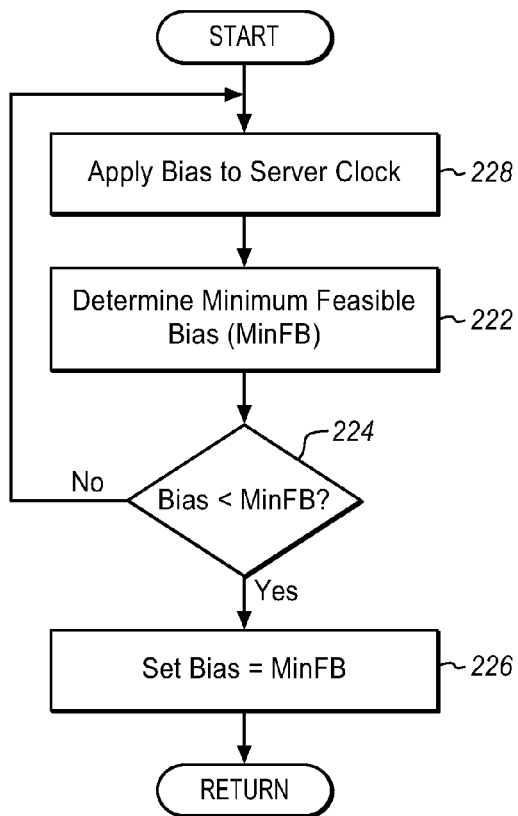 START
Apply Bias to Server Clock
228
Determine Minimum Feasible
Bias (MinFB)
222
224
No
Bias < MinFB?
Yes
Set Bias = MinFB
226
RETURN